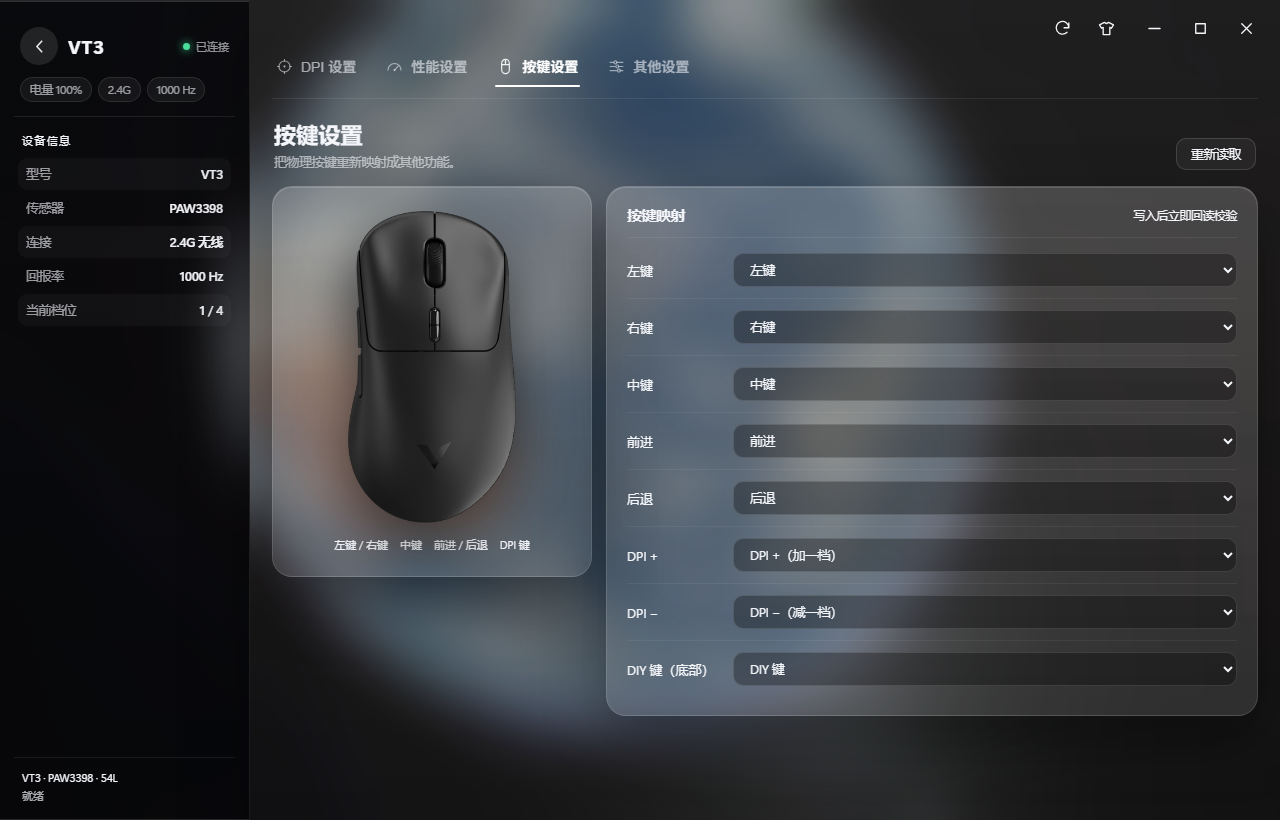 VT3
已连接
电量 100%
2.4G
1000 Hz
设备信息
型号 VT3
传感器 PAW3398
连接 2.4G 无线
回报率 1000 Hz
当前档位 1 / 4
VT3 · PAW3398 · 54L
就绪
DPI 设置
性能设置
按键设置
其他设置
按键设置
把物理按键重新映射成其他功能。
重新读取
左键 / 右键 中键 前进 / 后退 DPI 键
按键映射
写入后立即回读校验
左键 左键
右键 右键
中键 中键
前进 前进
后退 后退
DPI + DPI +（加一档）
DPI − DPI −（减一档）
DIY 键（底部） DIY 键